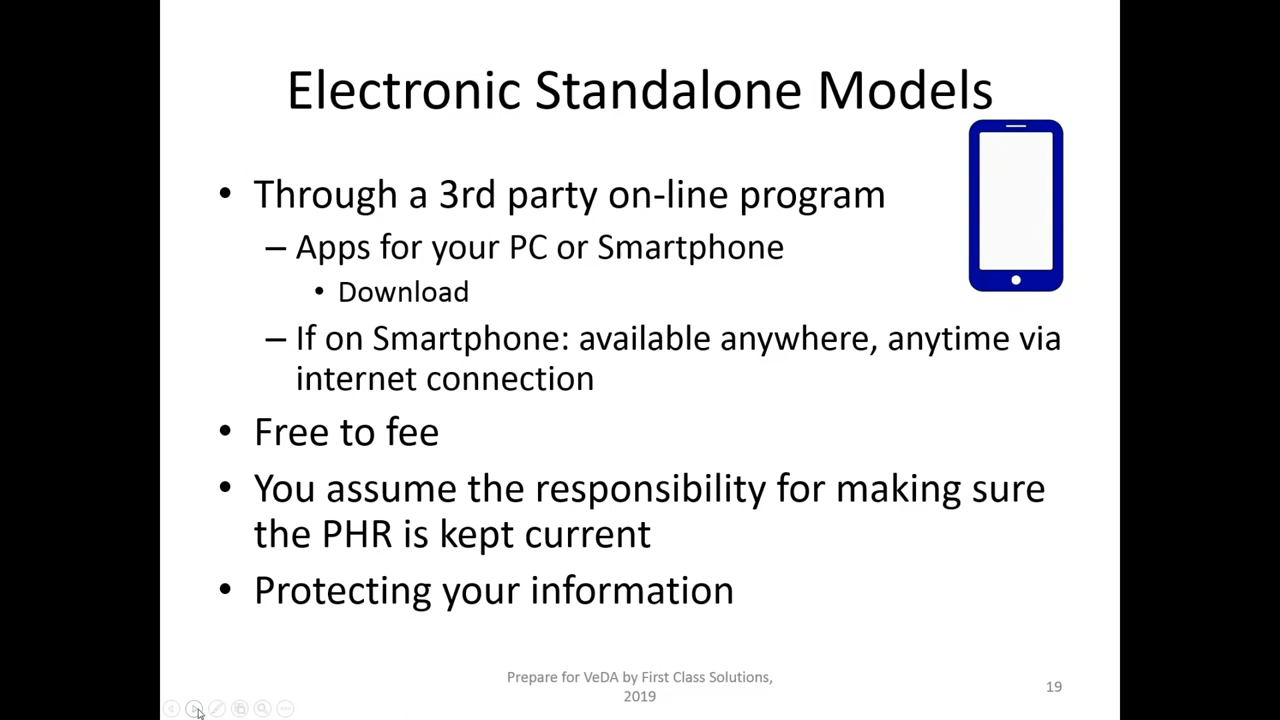 Electronic Standalone Models
• Through a 3rd party on-line program
– Apps for your PC or Smartphone
• Download
– If on Smartphone: available anywhere, anytime via
internet connection
• Free to fee
• You assume the responsibility for making sure
the PHR is kept current
• Protecting your information
Prepare for VeDA by First Class Solutions,
2019
19